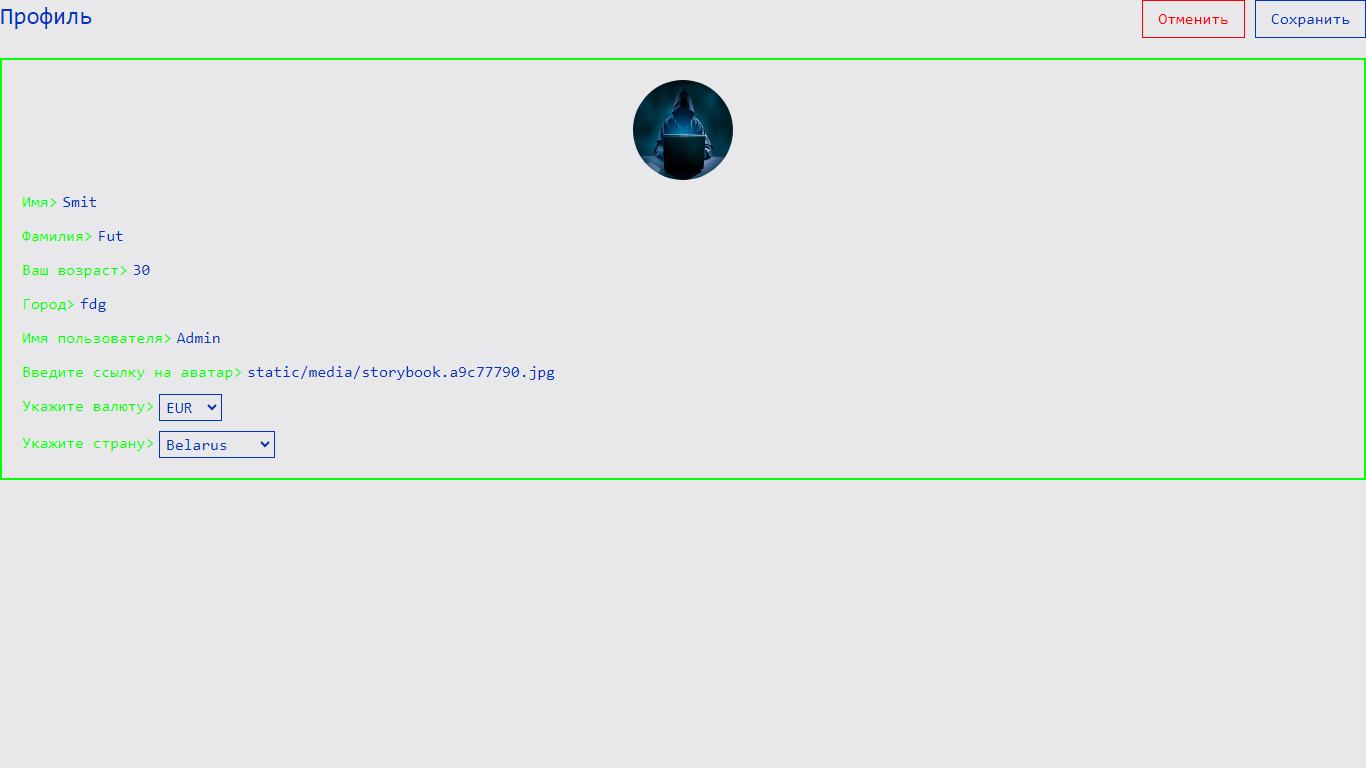 Профиль
Отменить
Сохранить
Имя> Smit
Фамилия> Fut
Ваш возраст> 30
Город> fdg
Имя пользователя> Admin
Введите ссылку на аватар> static/media/storybook.a9c77790.jpg
Укажите валюту> EUR
Укажите страну> Belarus